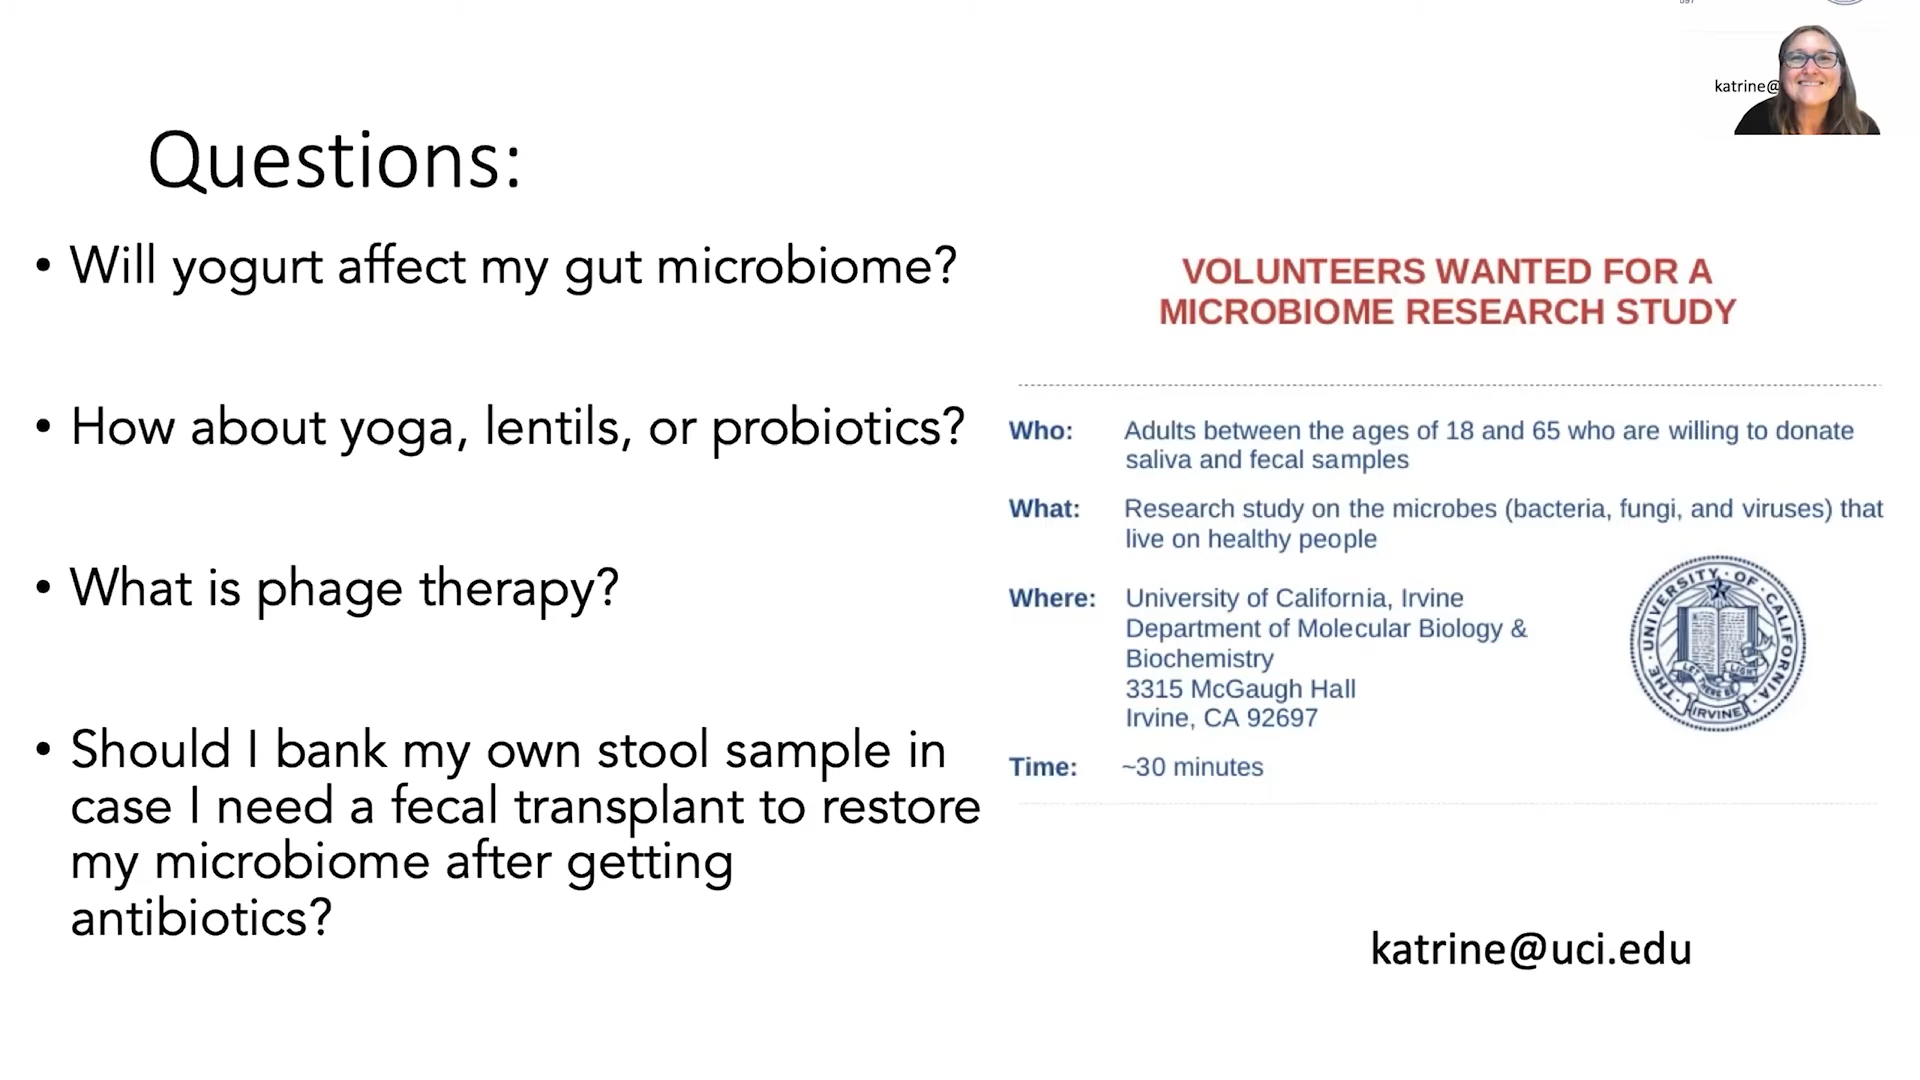 697
katrine@
Questions:
• Will yogurt affect my gut microbiome?
• How about yoga, lentils, or probiotics?
• What is phage therapy?
• Should I bank my own stool sample in
case I need a fecal transplant to restore
my microbiome after getting
antibiotics?
VOLUNTEERS WANTED FOR A
MICROBIOME RESEARCH STUDY
Who: Adults between the ages of 18 and 65 who are willing to donate
saliva and fecal samples
What: Research study on the microbes (bacteria, fungi, and viruses) that
live on healthy people
Where: University of California, Irvine
Department of Molecular Biology &
Biochemistry
3315 McGaugh Hall
Irvine, CA 92697
THE · UNIVERSITY · OF · CALIFORNIA
LET THERE BE LIGHT
· IRVINE ·
Time: ~30 minutes
katrine@uci.edu